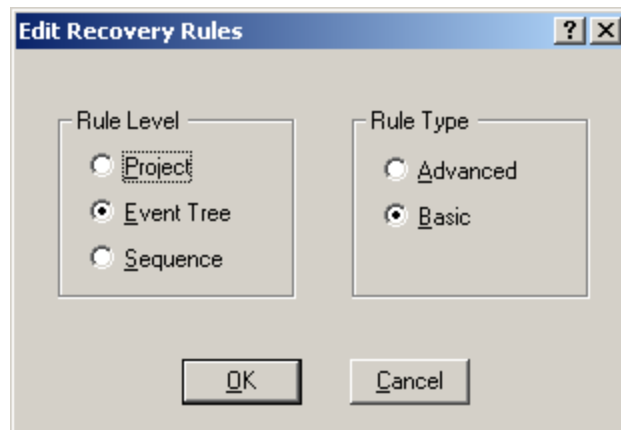 Edit Recovery Rules
Rule Level
Project
Event Tree
Sequence
Rule Type
Advanced
Basic
OK
Cancel